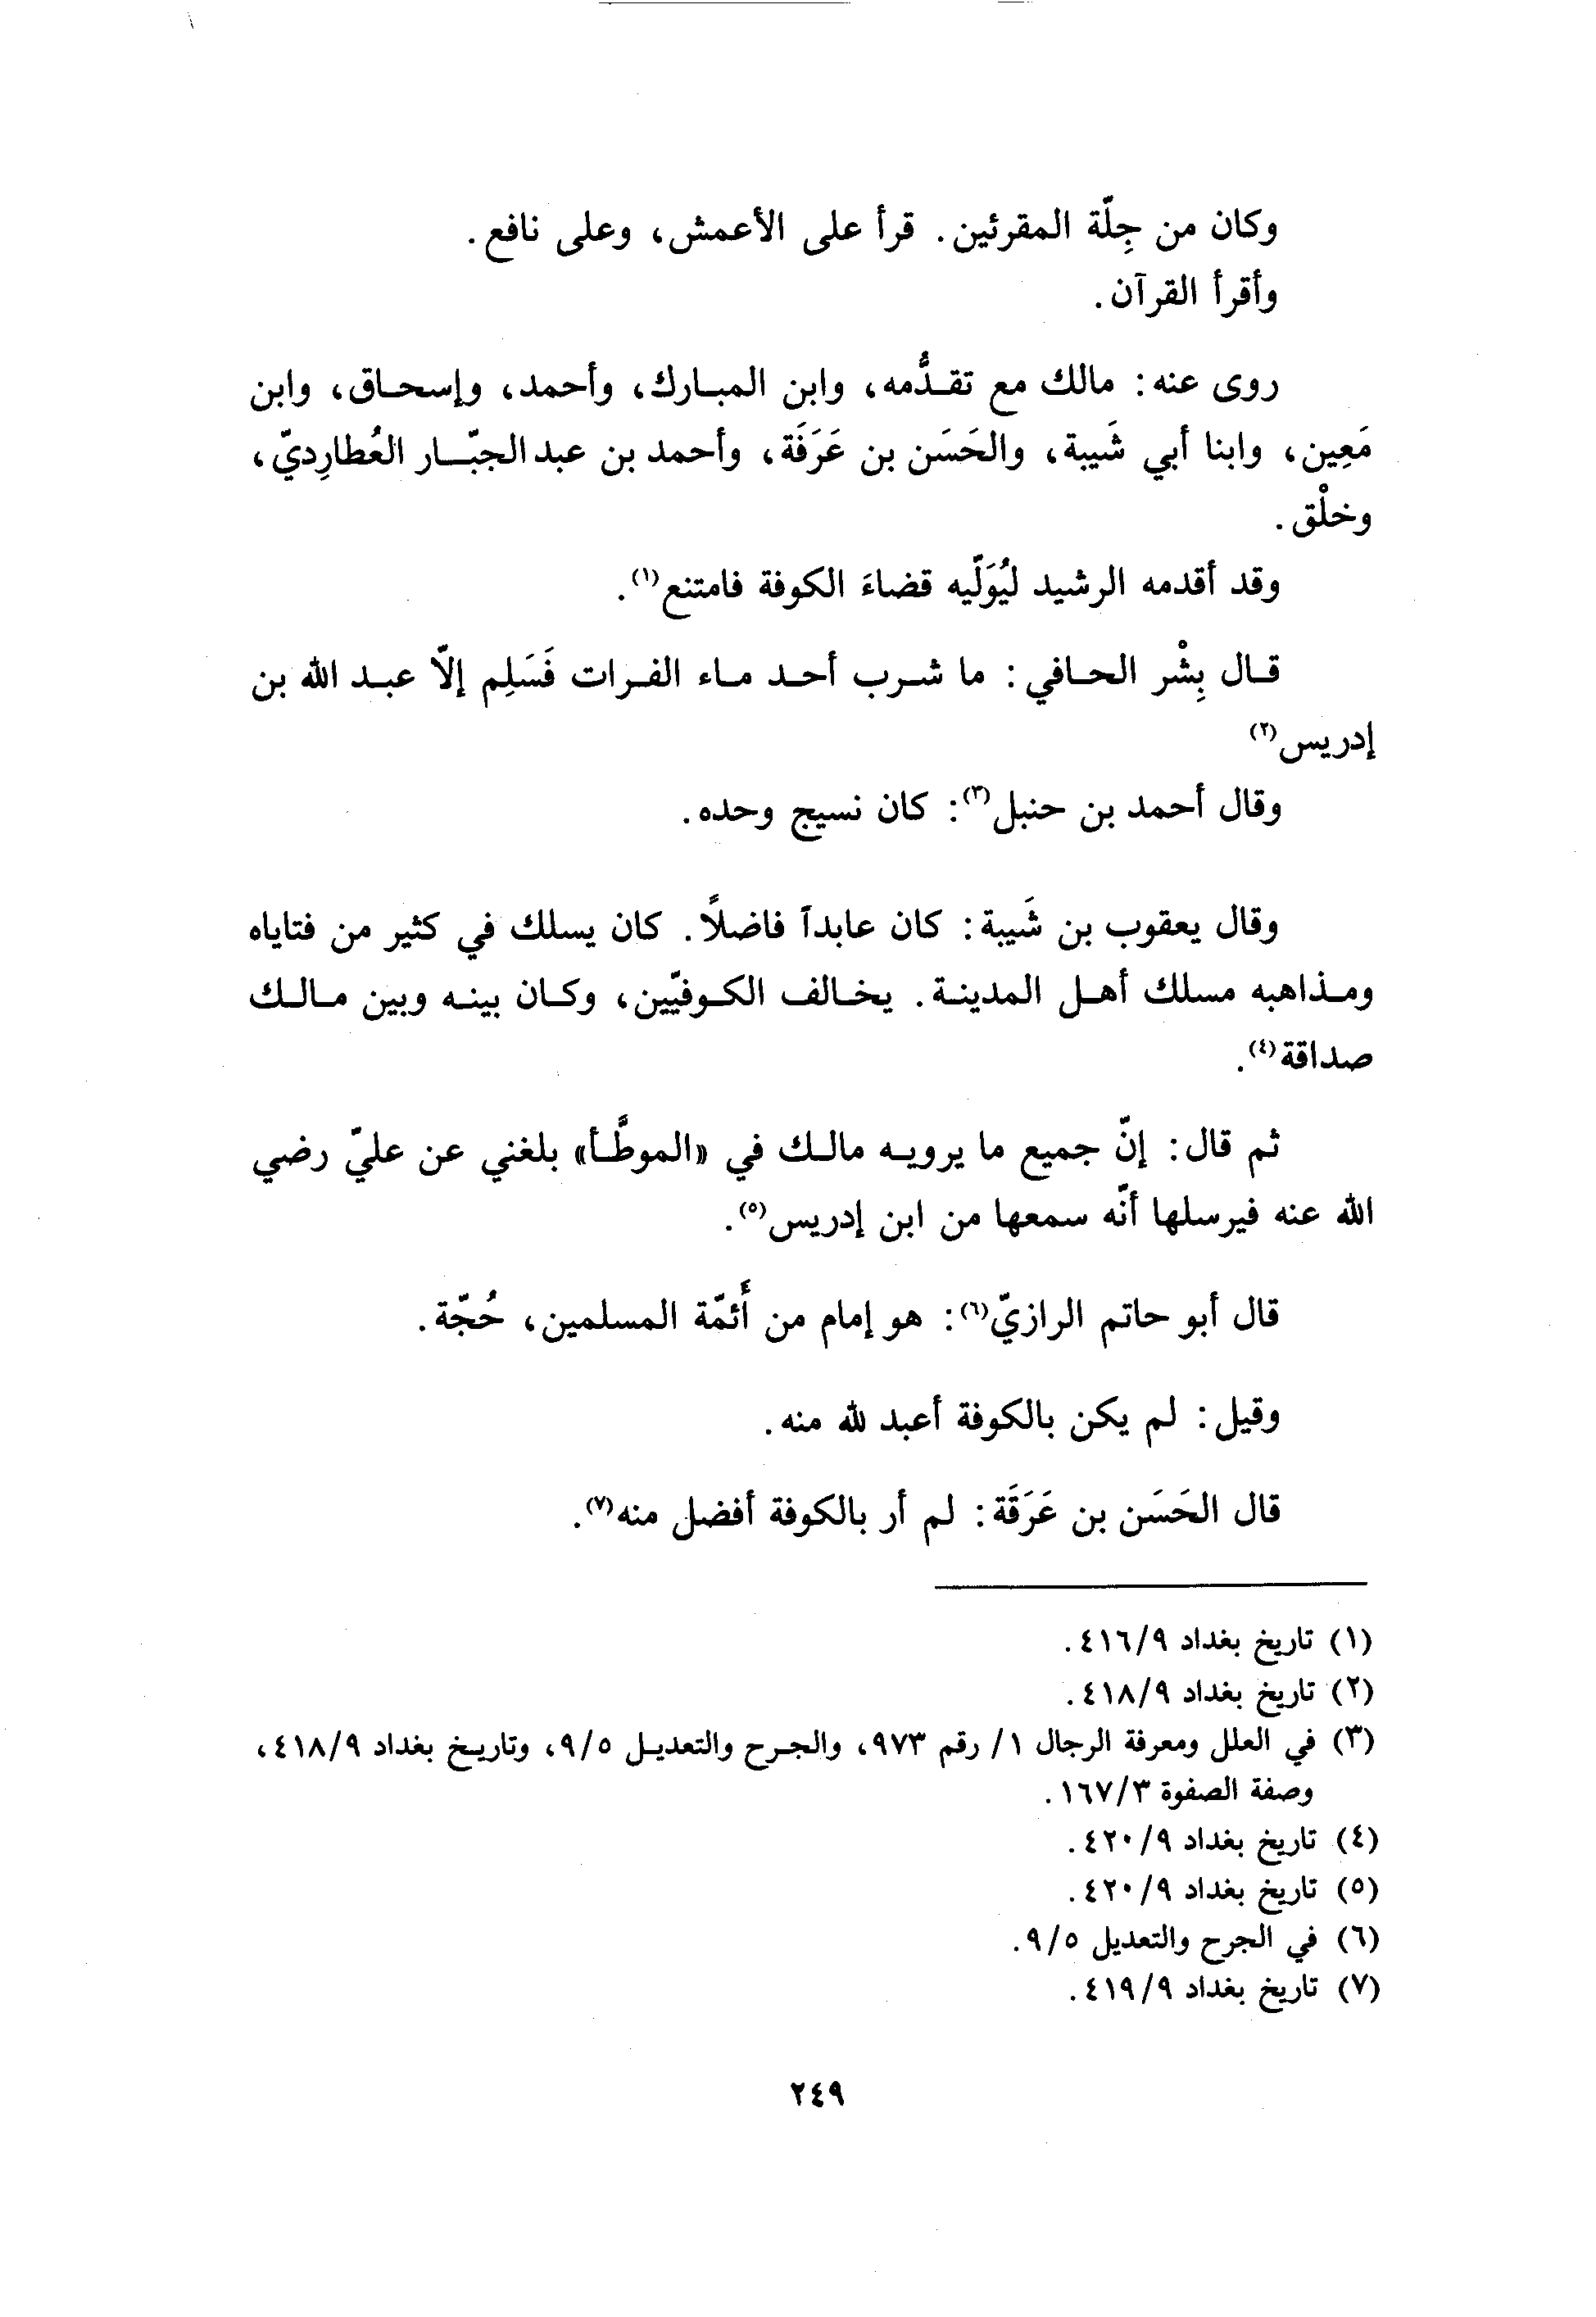 وكان من جِلّة المقرئين. قرأ على الأعمش، وعلى نافع.
وأقرأ القرآن.
روى عنه: مالك مع تقدُّمه، وابن المبارك، وأحمد، وإسحاق، وابن
مَعِين، وابنا أبي شَيبة، والحَسَن بن عَرَفَة، وأحمد بن عبد الجبّار العُطارِديّ،
وخلْق.
وقد أقدمه الرشيد ليُوَلّيه قضاءَ الكوفة فامتنع(١).
قال بِشْر الحافي: ما شرب أحد ماء الفرات فَسَلِم إلّا عبد الله بن
إدريس(٢)
وقال أحمد بن حنبل(٣): كان نسيج وحده.
وقال يعقوب بن شَيبة: كان عابداً فاضلًا. كان يسلك في كثير من فتاياه
ومذاهبه مسلك أهل المدينة. يخالف الكوفيّين، وكان بينه وبين مالك
صداقة(٤).
ثم قال: إنّ جميع ما يرويه مالك في «الموطَّأ» بلغني عن عليّ رضي
الله عنه فيرسلها أنّه سمعها من ابن إدريس(٥).
قال أبو حاتم الرازيّ(٦): هو إمام من أَئمّة المسلمين، حُجّة.
وقيل: لم يكن بالكوفة أعبد لله منه.
قال الحَسَن بن عَرَقَة: لم أر بالكوفة أفضل منه(٧).
(١) تاريخ بغداد ٤١٦/٩.
(٢) تاريخ بغداد ٤١٨/٩.
(٣) في العلل ومعرفة الرجال ١/ رقم ٩٧٣، والجرح والتعديل ٩/٥، وتاريخ بغداد ٤١٨/٩،
وصفة الصفوة ١٦٧/٣.
(٤) تاريخ بغداد ٤٢٠/٩.
(٥) تاريخ بغداد ٤٢٠/٩.
(٦) في الجرح والتعديل ٩/٥.
(٧) تاريخ بغداد ٤١٩/٩.
٢٤٩